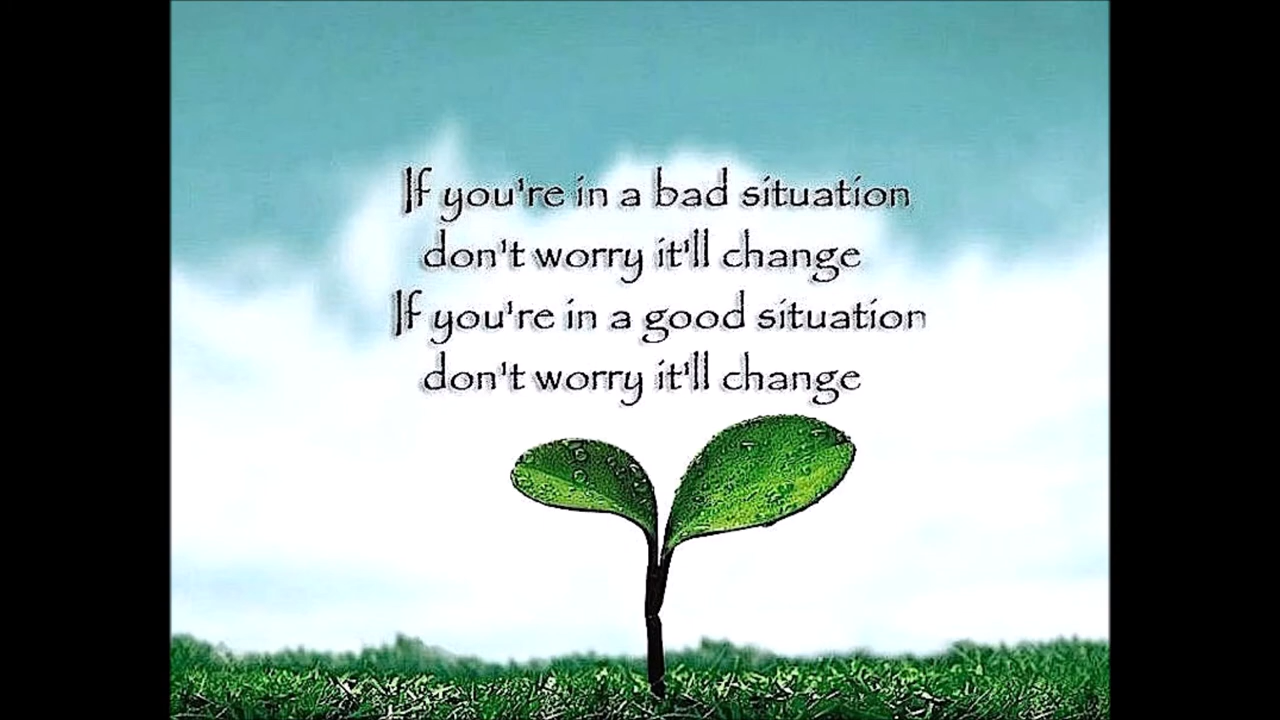 If you're in a bad situation
don't worry it'll change
If you're in a good situation
don't worry it'll change